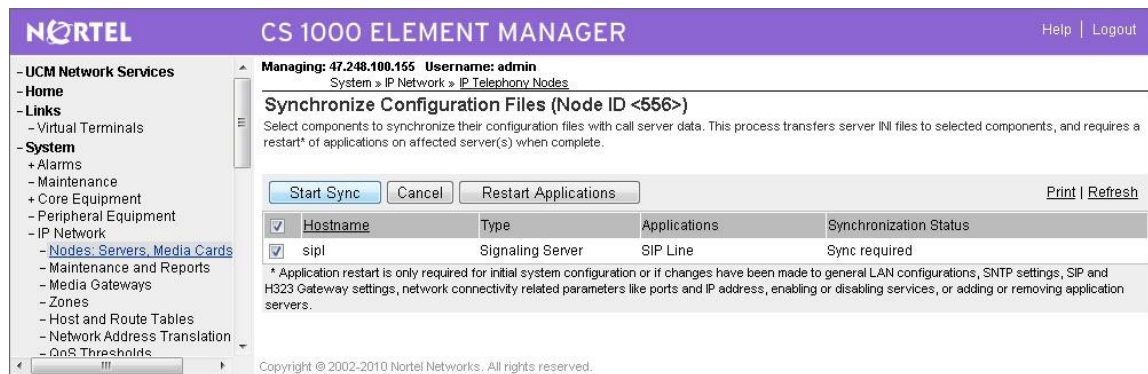 NORTEL
CS 1000 ELEMENT MANAGER
Help | Logout
- UCM Network Services
- Home
- Links
- Virtual Terminals
- System
+ Alarms
- Maintenance
+ Core Equipment
- Peripheral Equipment
- IP Network
- Nodes: Servers, Media Cards
- Maintenance and Reports
- Media Gateways
- Zones
- Host and Route Tables
- Network Address Translation
- QoS Thresholds
Managing: 47.248.100.155 Username: admin
System » IP Network » IP Telephony Nodes
Synchronize Configuration Files (Node ID <556>)
Select components to synchronize their configuration files with call server data. This process transfers server INI files to selected components, and requires a
restart* of applications on affected server(s) when complete.
Start Sync Cancel Restart Applications Print | Refresh
Hostname Type Applications Synchronization Status
sipl Signaling Server SIP Line Sync required
* Application restart is only required for initial system configuration or if changes have been made to general LAN configurations, SNTP settings, SIP and
H323 Gateway settings, network connectivity related parameters like ports and IP address, enabling or disabling services, or adding or removing application
servers.
Copyright © 2002-2010 Nortel Networks. All rights reserved.